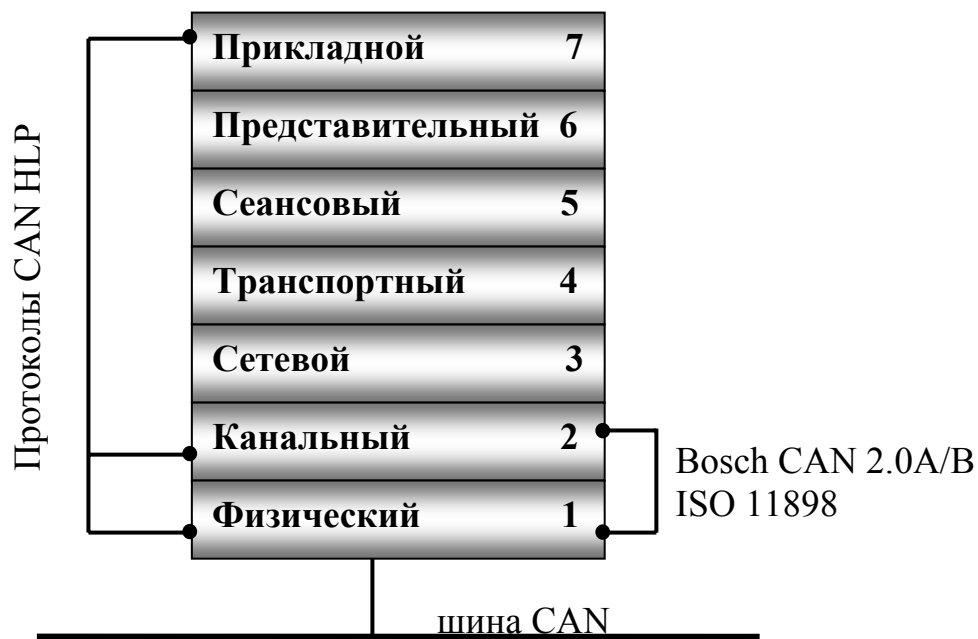 Протоколы CAN HLP
Прикладной 7
Представительный 6
Сеансовый 5
Транспортный 4
Сетевой 3
Канальный 2
Физический 1
Bosch CAN 2.0A/B
ISO 11898
шина CAN